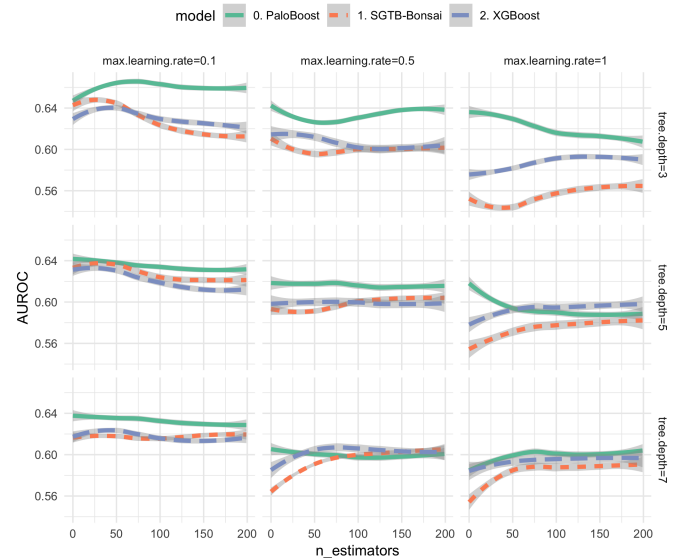 model 0. PaloBoost 1. SGTB-Bonsai 2. XGBoost
max.learning.rate=0.1 max.learning.rate=0.5 max.learning.rate=1
0.64
0.60
0.56
tree.depth=3
0.64
0.60
0.56
tree.depth=5
AUROC
0.64
0.60
0.56
tree.depth=7
0 50 100 150 200 0 50 100 150 200 0 50 100 150 200
n_estimators